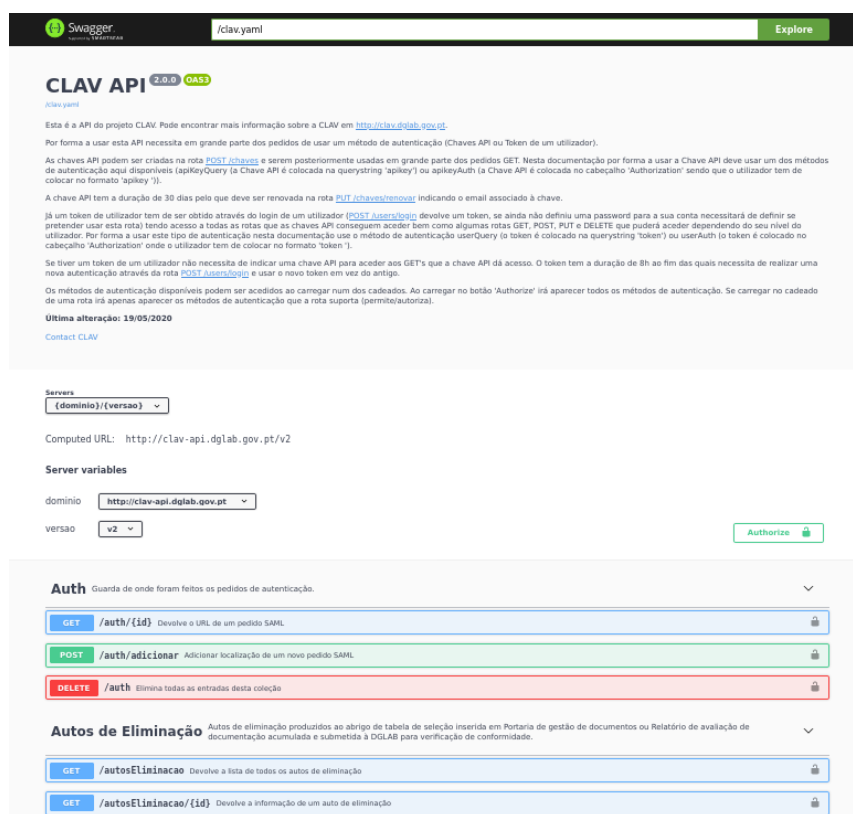 Swagger.
Supported by SMARTBEAR
/clav.yaml
Explore
CLAV API 2.0.0 OAS3
/clav.yaml
Esta é a API do projeto CLAV. Pode encontrar mais informação sobre a CLAV em http://clav.dglab.gov.pt.
Por forma a usar esta API necessita em grande parte dos pedidos de usar um método de autenticação (Chaves API ou Token de um utilizador).
As chaves API podem ser criadas na rota POST /chaves e serem posteriormente usadas em grande parte dos pedidos GET. Nesta documentação por forma a usar a Chave API deve usar um dos métodos
de autenticação aqui disponíveis (apiKeyQuery (a Chave API é colocada na querystring 'apikey') ou apikeyAuth (a Chave API é colocada no cabeçalho 'Authorization' sendo que o utilizador tem de
colocar no formato 'apikey ')).
A chave API tem a duração de 30 dias pelo que deve ser renovada na rota PUT /chaves/renovar indicando o email associado à chave.
Já um token de utilizador tem de ser obtido através do login de um utilizador (POST /users/login devolve um token, se ainda não definiu uma password para a sua conta necessitará de definir se
pretender usar esta rota) tendo acesso a todas as rotas que as chaves API conseguem aceder bem como algumas rotas GET, POST, PUT e DELETE que puderá aceder dependendo do seu nível do
utilizador. Por forma a usar este tipo de autenticação nesta documentação use o método de autenticação userQuery (o token é colocado na querystring 'token') ou userAuth (o token é colocado no
cabeçalho 'Authorization' onde o utilizador tem de colocar no formato 'token ').
Se tiver um token de um utilizador não necessita de indicar uma chave API para aceder aos GET's que a chave API dá acesso. O token tem a duração de 8h ao fim das quais necessita de realizar uma
nova autenticação através da rota POST /users/login e usar o novo token em vez do antigo.
Os métodos de autenticação disponíveis podem ser acedidos ao carregar num dos cadeados. Ao carregar no botão 'Authorize' irá aparecer todos os métodos de autenticação. Se carregar no cadeado
de uma rota irá apenas aparecer os métodos de autenticação que a rota suporta (permite/autoriza).
Última alteração: 19/05/2020
Contact CLAV
Servers
{dominio}/{versao}
Computed URL: http://clav-api.dglab.gov.pt/v2
Server variables
dominio http://clav-api.dglab.gov.pt
versao v2
Authorize
Auth Guarda de onde foram feitos os pedidos de autenticação.
GET /auth/{id} Devolve o URL de um pedido SAML
POST /auth/adicionar Adicionar localização de um novo pedido SAML
DELETE /auth Elimina todas as entradas desta coleção
Autos de Eliminação Autos de eliminação produzidos ao abrigo de tabela de seleção inserida em Portaria de gestão de documentos ou Relatório de avaliação de
documentação acumulada e submetida à DGLAB para verificação de conformidade.
GET /autosEliminacao Devolve a lista de todos os autos de eliminação
GET /autosEliminacao/{id} Devolve a informação de um auto de eliminação